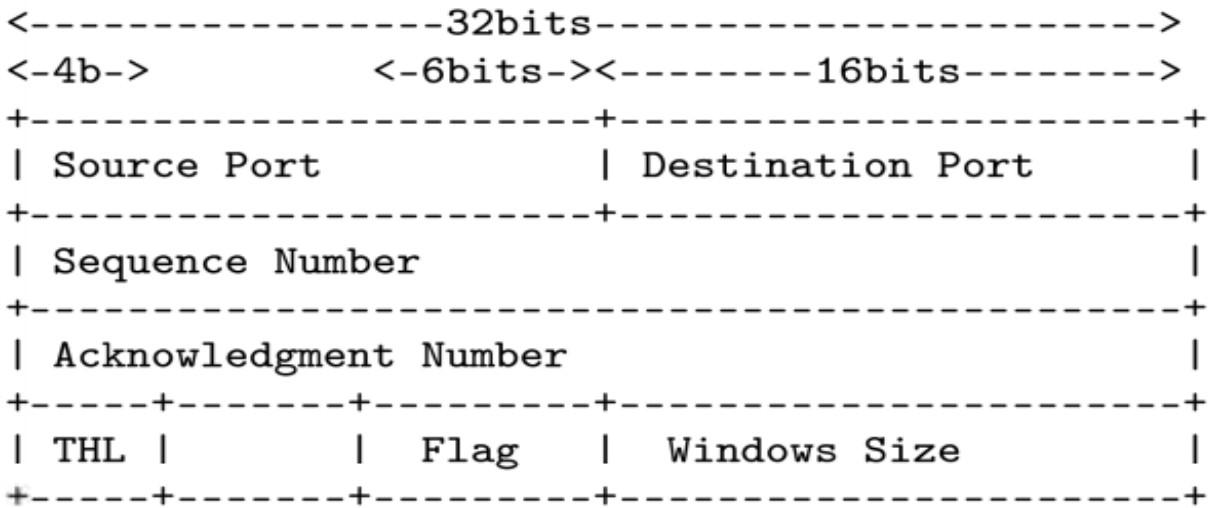 <-----------------32bits----------------------->
<-4b->         <-6bits-><--------16bits-------->
+-----------------------+-----------------------+
| Source Port           | Destination Port      |
+-----------------------+-----------------------+
| Sequence Number                               |
+-----------------------------------------------+
| Acknowledgment Number                         |
+-----+-------+---------+-----------------------+
| THL |       |  Flag   |  Windows Size         |
+-----+-------+---------+-----------------------+